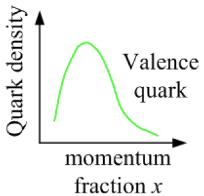 Quark density
Valence
quark
momentum
fraction x